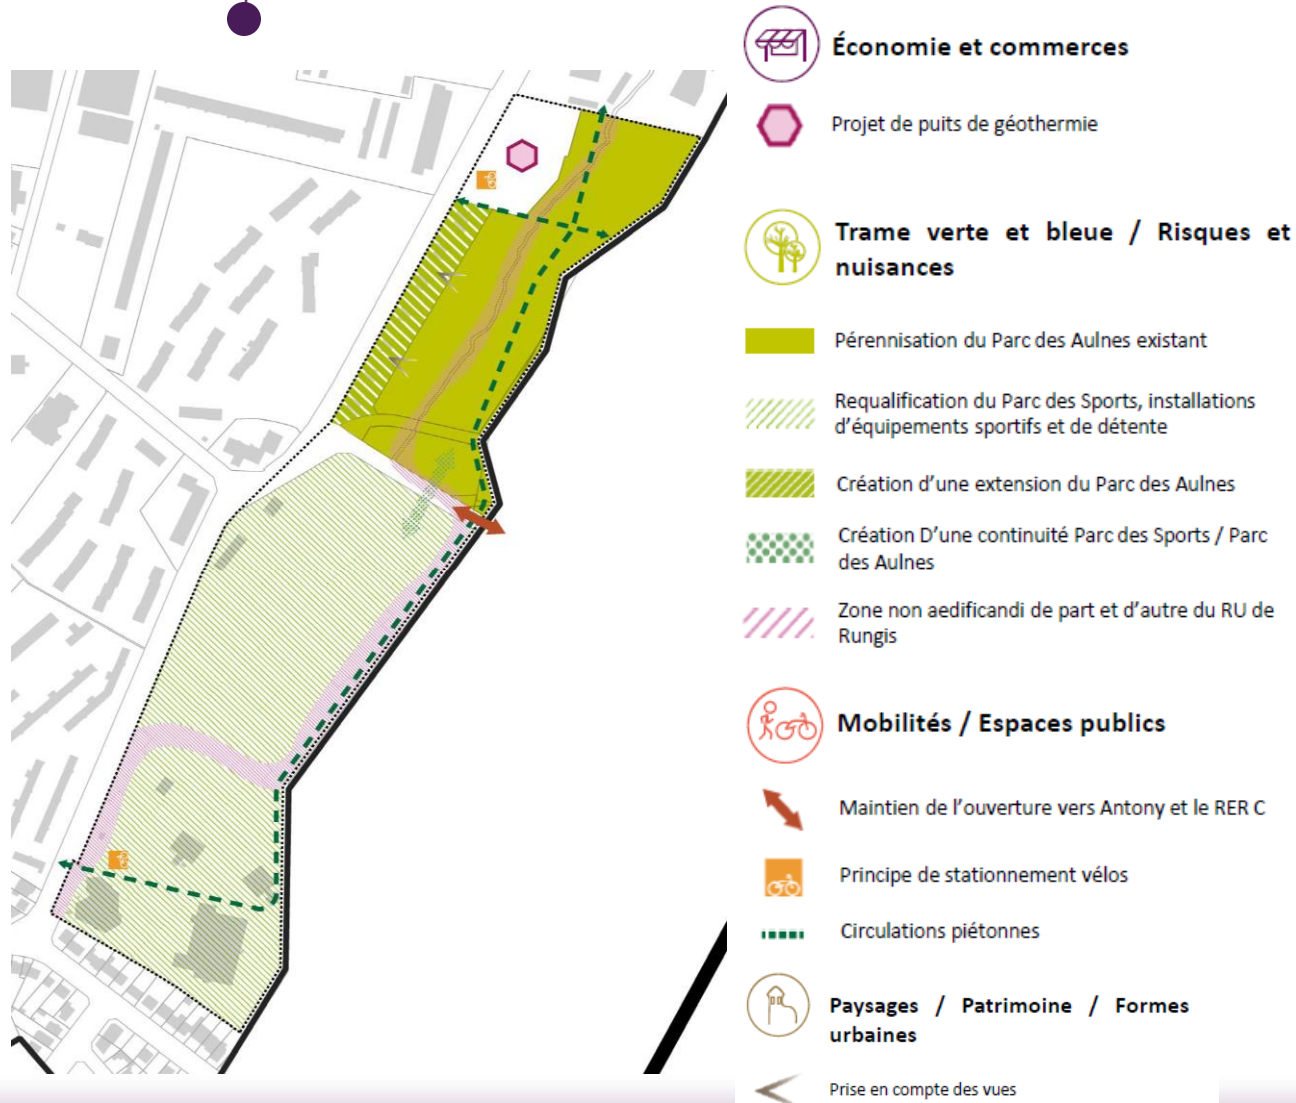 Économie et commerces
Projet de puits de géothermie
Trame verte et bleue / Risques et
nuisances
Pérennisation du Parc des Aulnes existant
Requalification du Parc des Sports, installations
d'équipements sportifs et de détente
Création d'une extension du Parc des Aulnes
Création D'une continuité Parc des Sports / Parc
des Aulnes
Zone non aedificandi de part et d'autre du RU de
Rungis
Mobilités / Espaces publics
Maintien de l'ouverture vers Antony et le RER C
Principe de stationnement vélos
Circulations piétonnes
Paysages / Patrimoine / Formes
urbaines
Prise en compte des vues